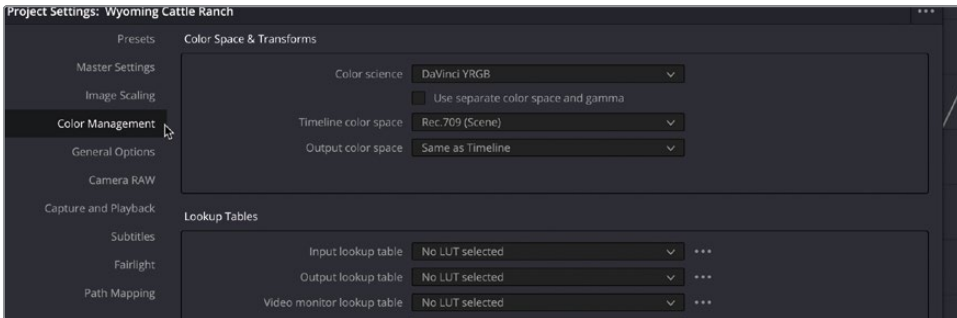 Project Settings: Wyoming Cattle Ranch
Presets
Master Settings
Image Scaling
Color Management
General Options
Camera RAW
Capture and Playback
Subtitles
Fairlight
Path Mapping
Color Space & Transforms
Color science DaVinci YRGB
Use separate color space and gamma
Timeline color space Rec.709 (Scene)
Output color space Same as Timeline
Lookup Tables
Input lookup table No LUT selected
Output lookup table No LUT selected
Video monitor lookup table No LUT selected